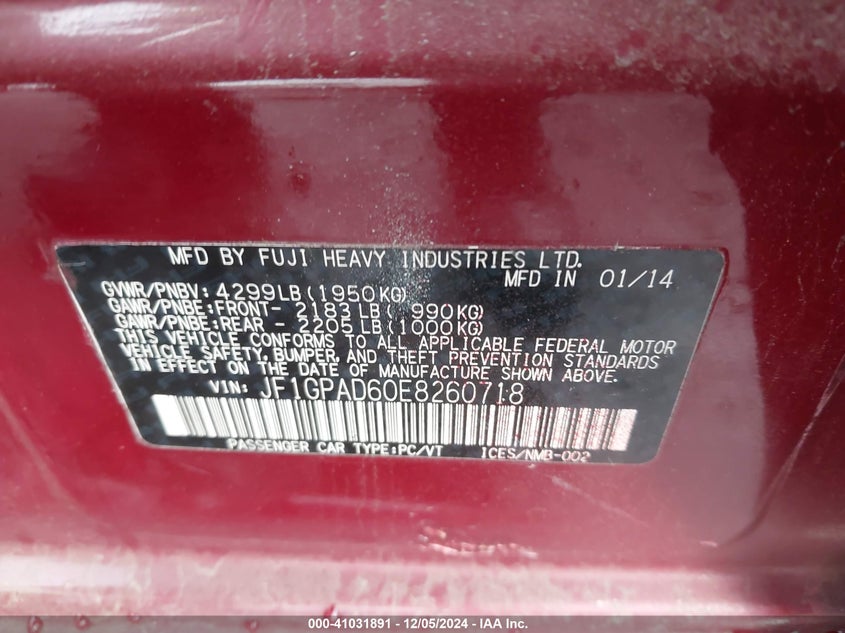 MFD BY FUJI HEAVY INDUSTRIES LTD.
MFD IN 01/14
GVWR/PNBV: 4299LB(1950KG)
GAWR/PNBE:FRONT- 2183LB( 990KG)
GAWR/PNBE:REAR - 2205LB(1000KG)
THIS VEHICLE CONFORMS TO ALL APPLICABLE FEDERAL MOTOR
VEHICLE SAFETY, BUMPER, AND THEFT PREVENTION STANDARDS
IN EFFECT ON THE DATE OF MANUFACTURE SHOWN ABOVE.
VIN: JF1GPAD60E8260718
PASSENGER CAR TYPE:PC/VT ICES/NMB-002
000-41031891 - 12/05/2024 - IAA Inc.